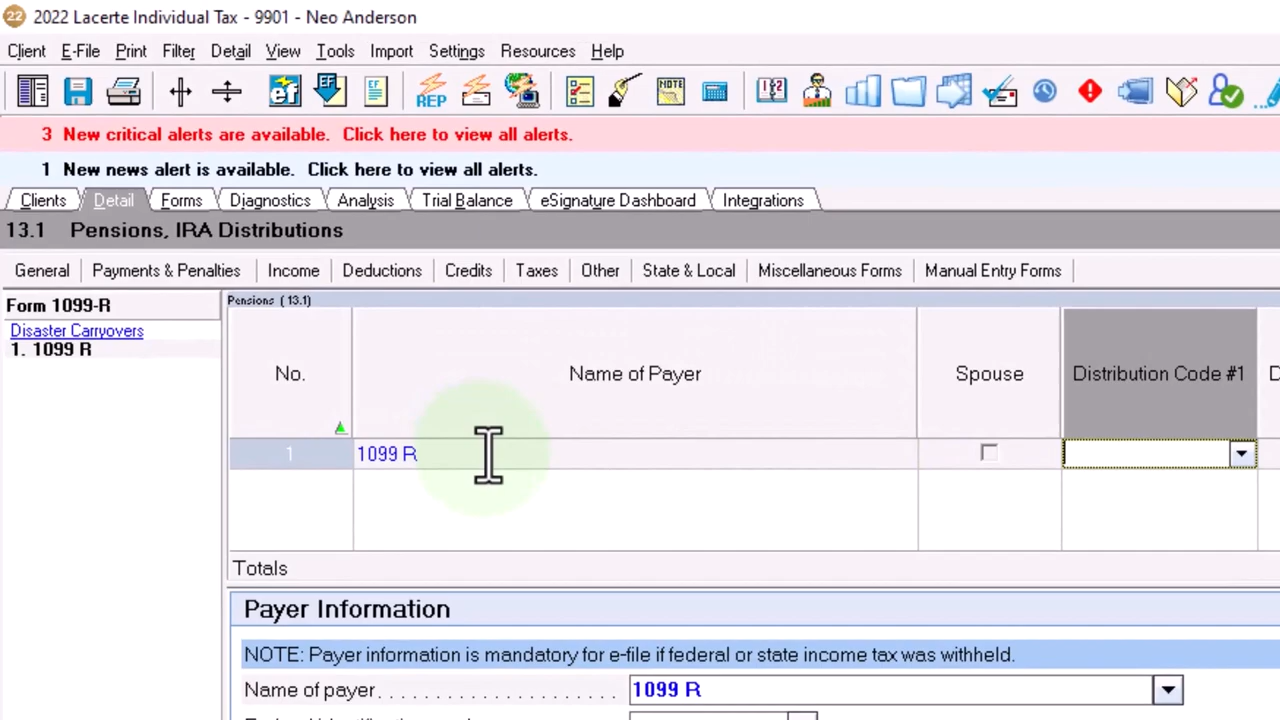 22 2022 Lacerte Individual Tax - 9901 - Neo Anderson
Client E-File Print Filter Detail View Tools Import Settings Resources Help
ef EF REP NOTE
3 New critical alerts are available. Click here to view all alerts.
1 New news alert is available. Click here to view all alerts.
Clients Detail Forms Diagnostics Analysis Trial Balance eSignature Dashboard Integrations
13.1 Pensions, IRA Distributions
General Payments & Penalties Income Deductions Credits Taxes Other State & Local Miscellaneous Forms Manual Entry Forms
Form 1099-R
Disaster Carryovers
1. 1099 R
Pensions (13.1)
No. Name of Payer Spouse Distribution Code #1
1 1099 R
Totals
Payer Information
NOTE: Payer information is mandatory for e-file if federal or state income tax was withheld.
Name of payer. . . . . . . . . . . . . . . . . . . . 1099 R